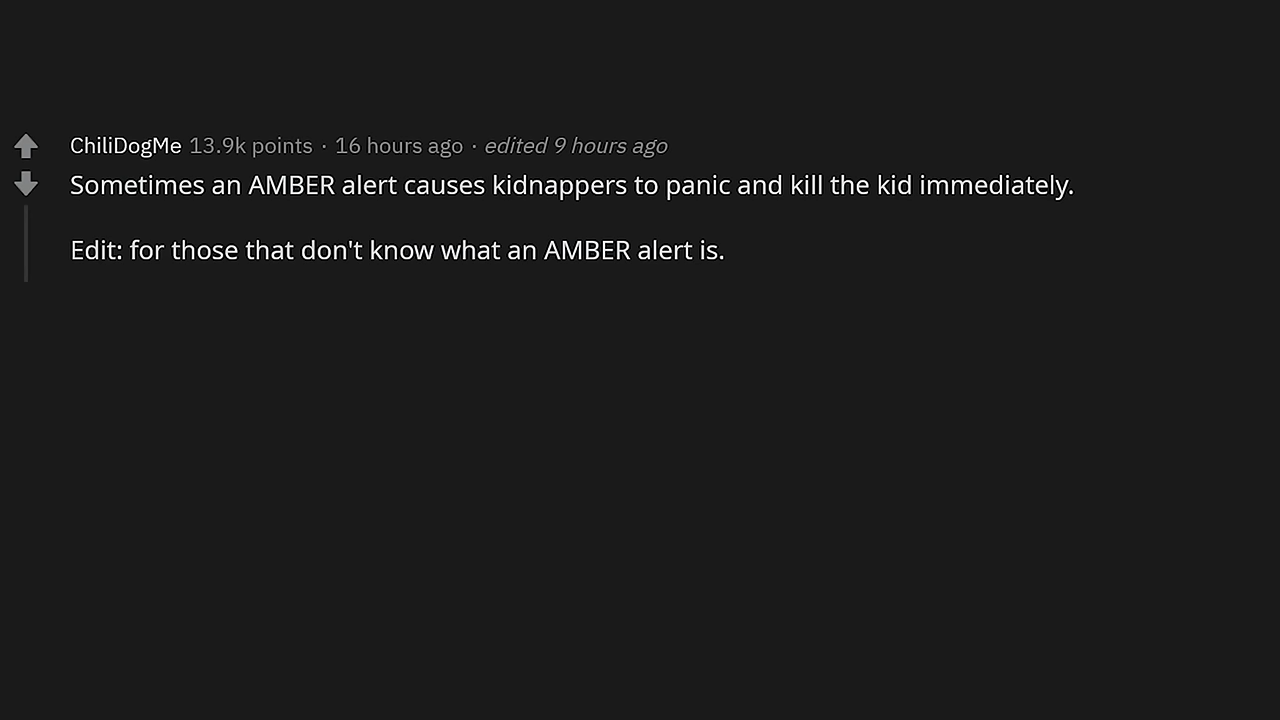 ChiliDogMe 13.9k points · 16 hours ago · edited 9 hours ago
Sometimes an AMBER alert causes kidnappers to panic and kill the kid immediately.
Edit: for those that don't know what an AMBER alert is.